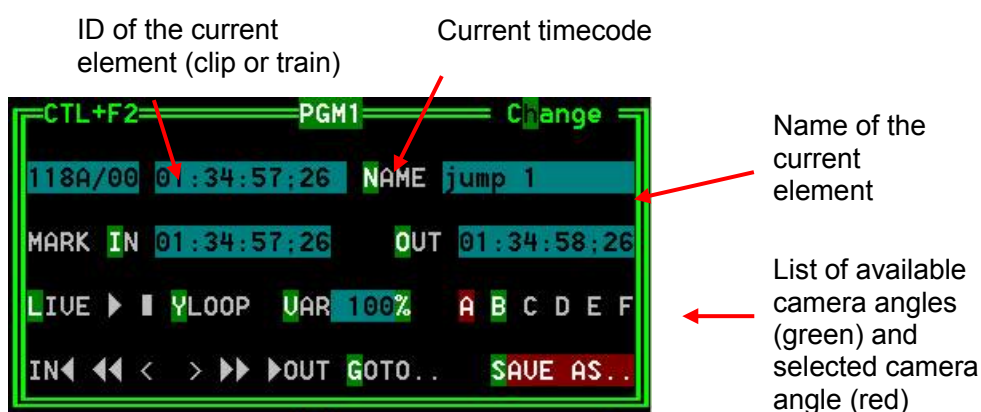 ID of the current
element (clip or train)
Current timecode
CTL+F2 PGM1 Change
118A/00 01:34:57;26 NAME jump 1
MARK IN 01:34:57;26 OUT 01:34:58;26
LIVE YLOOP VAR 100% A B C D E F
IN◀ ◀◀ < > ▶▶ ▶OUT GOTO.. SAVE AS..
Name of the
current
element
List of available
camera angles
(green) and
selected camera
angle (red)